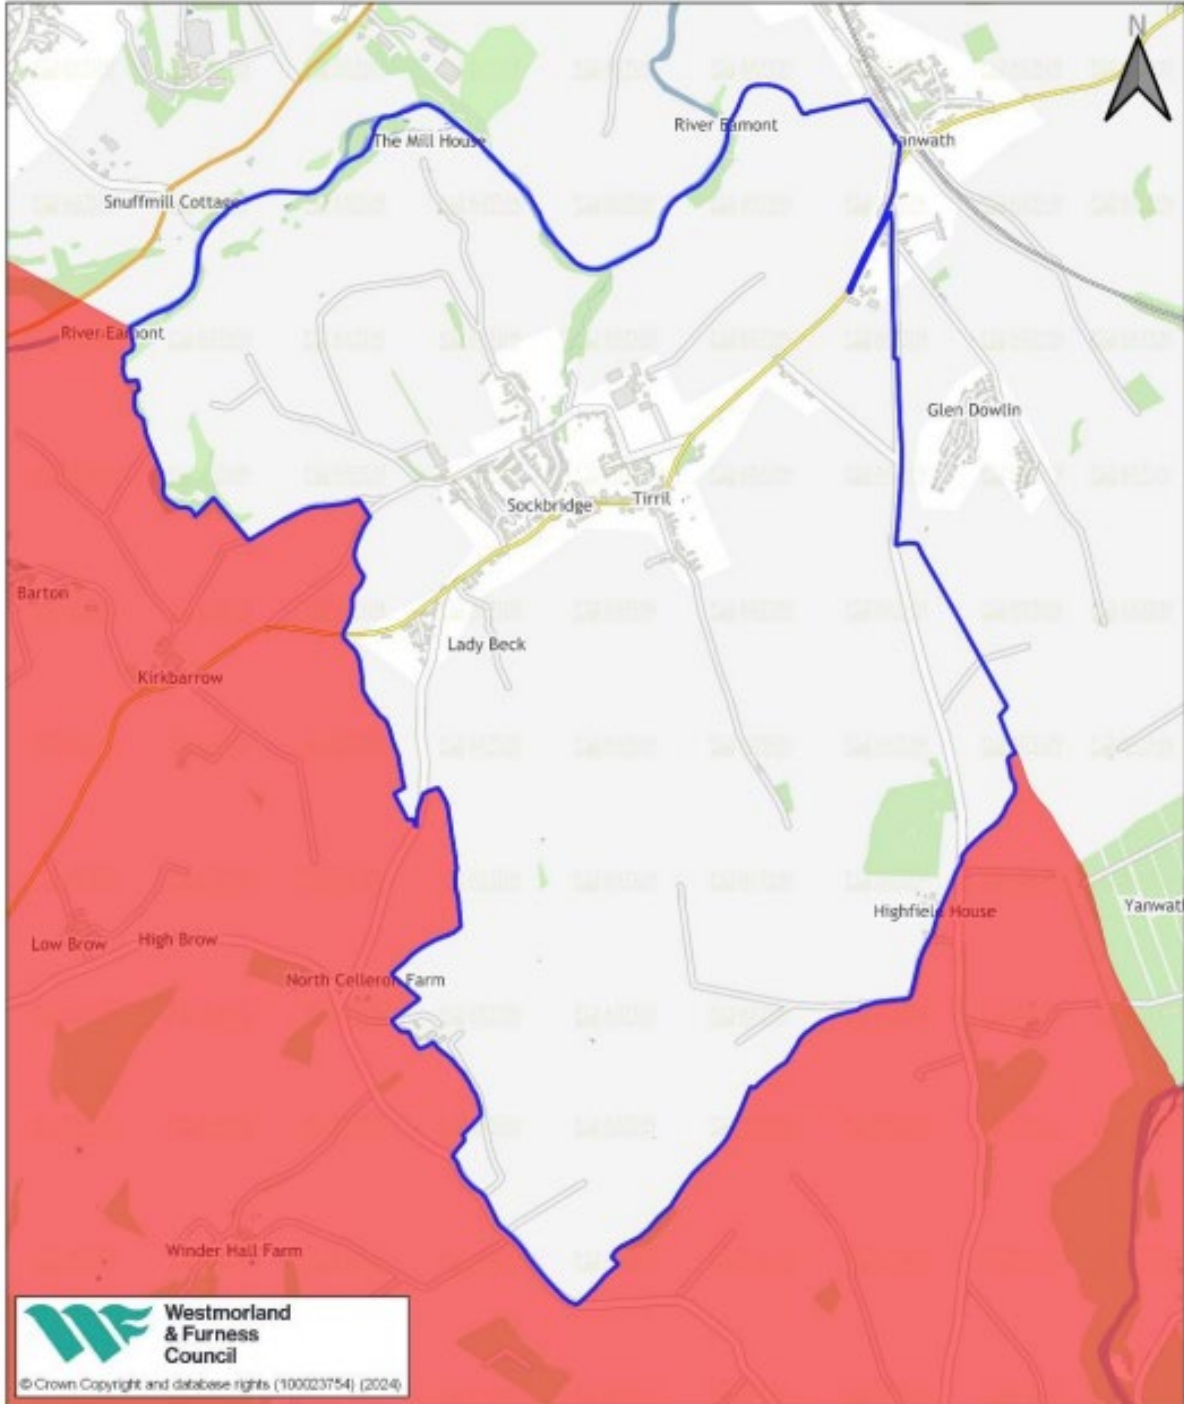 N
The Mill House
River Eamont
Yanwath
Snuffmill Cottage
River Eamont
Glen Dowlin
Sockbridge
Tirril
Barton
Lady Beck
Kirkbarrow
Highfield House
Yanwat
Low Brow
High Brow
North Celleron Farm
Winder Hall Farm
Westmorland
& Furness
Council
© Crown Copyright and database rights (100023754) (2024)